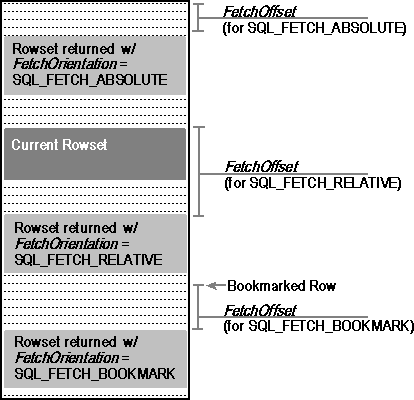 FetchOffset
(for SQL_FETCH_ABSOLUTE)
Rowset returned w/
FetchOrientation =
SQL_FETCH_ABSOLUTE
Current Rowset
FetchOffset
(for SQL_FETCH_RELATIVE)
Rowset returned w/
FetchOrientation =
SQL_FETCH_RELATIVE
Bookmarked Row
FetchOffset
(for SQL_FETCH_BOOKMARK)
Rowset returned w/
FetchOrientation =
SQL_FETCH_BOOKMARK